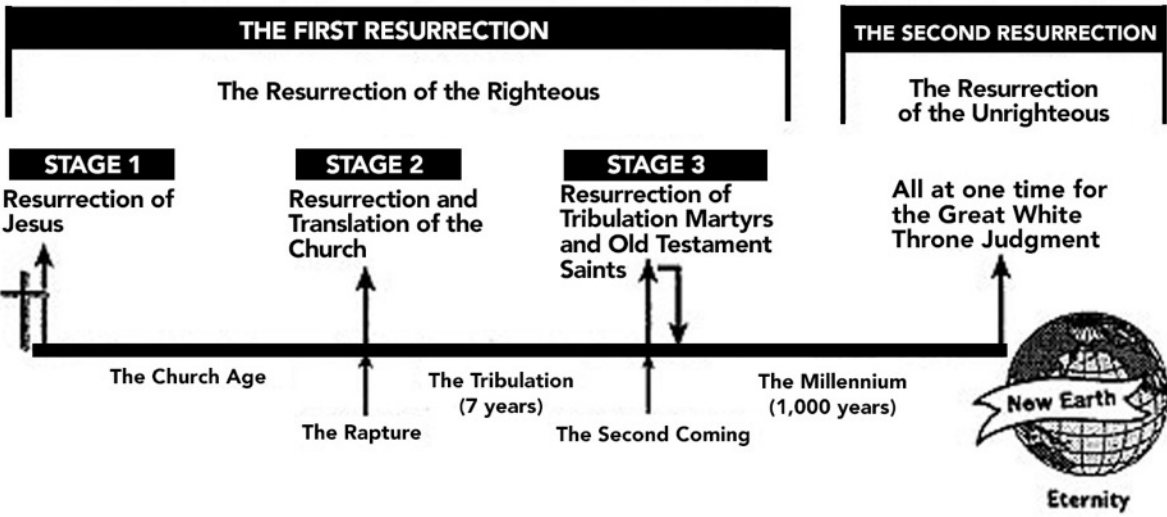 THE FIRST RESURRECTION
The Resurrection of the Righteous
THE SECOND RESURRECTION
The Resurrection
of the Unrighteous
STAGE 1
Resurrection of
Jesus
STAGE 2
Resurrection and
Translation of the
Church
STAGE 3
Resurrection of
Tribulation Martyrs
and Old Testament
Saints
All at one time for
the Great White
Throne Judgment
The Church Age
The Rapture
The Tribulation
(7 years)
The Second Coming
The Millennium
(1,000 years)
New Earth
Eternity